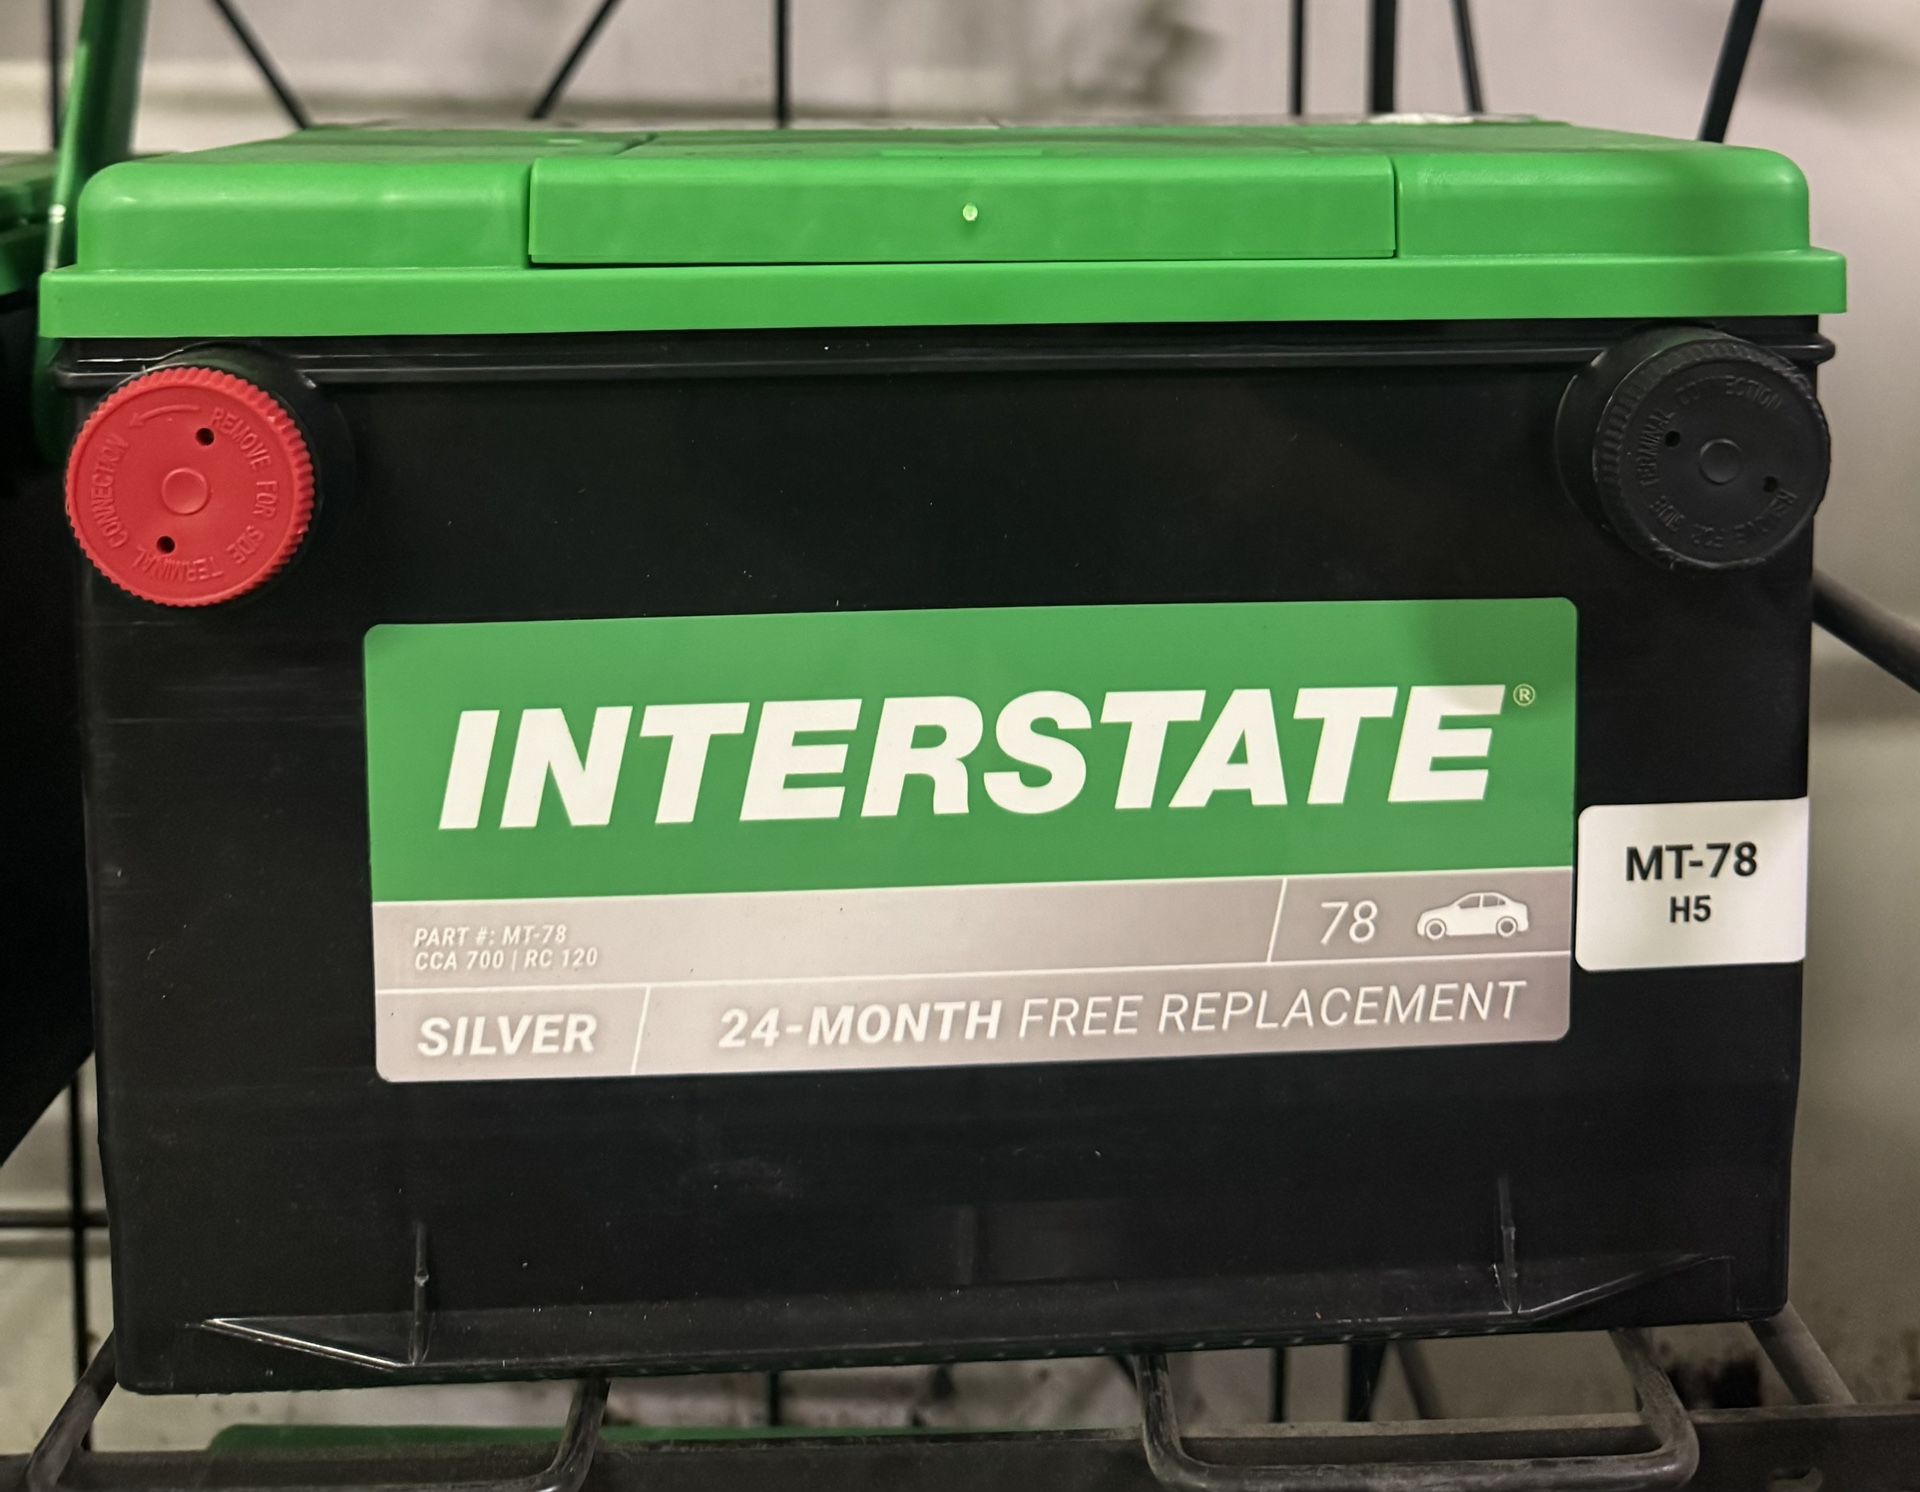 REMOVE FOR SIDE TERMINAL CONNECTION
REMOVE FOR SIDE TERMINAL CONNECTION
INTERSTATE®
MT-78
H5
PART #: MT-78
CCA 700 | RC 120
78
SILVER
24-MONTH FREE REPLACEMENT